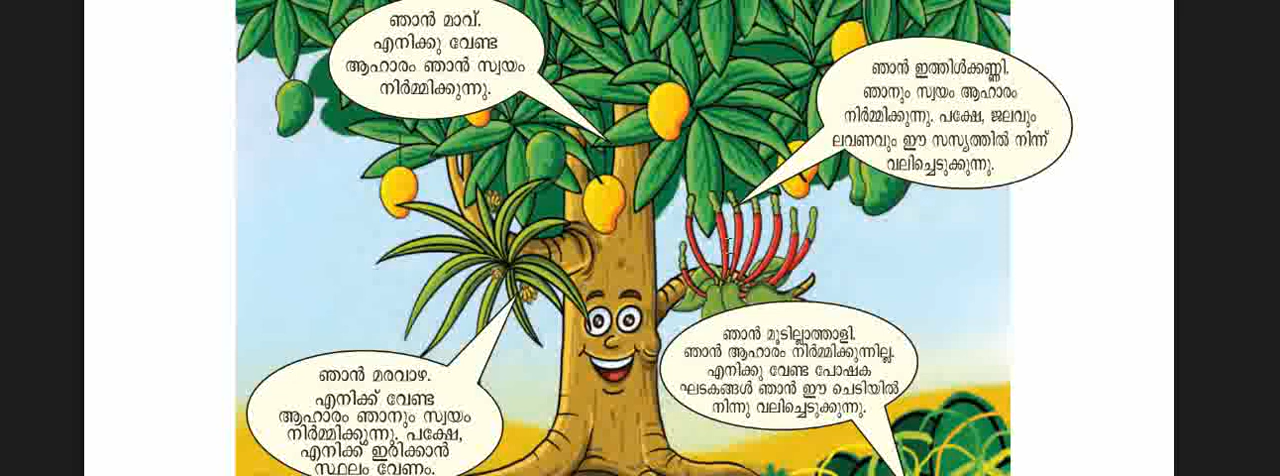 ഞാൻ മാവ്.
എനിക്കു വേണ്ട
ആഹാരം ഞാൻ സ്വയം
നിർമ്മിക്കുന്നു.
ഞാൻ ഇത്തിൾക്കണ്ണി.
ഞാനും സ്വയം ആഹാരം
നിർമ്മിക്കുന്നു. പക്ഷേ, ജലവും
ലവണവും ഈ സസ്യത്തിൽ നിന്ന്
വലിച്ചെടുക്കുന്നു.
ഞാൻ മരവാഴ.
എനിക്ക് വേണ്ട
ആഹാരം ഞാനും സ്വയം
നിർമ്മിക്കുന്നു. പക്ഷേ,
എനിക്ക് ഇരിക്കാൻ
സ്ഥലം വേണം.
ഞാൻ മൂടില്ലാത്താളി.
ഞാൻ ആഹാരം നിർമ്മിക്കുന്നില്ല.
എനിക്കു വേണ്ട പോഷക
ഘടകങ്ങൾ ഞാൻ ഈ ചെടിയിൽ
നിന്നു വലിച്ചെടുക്കുന്നു.